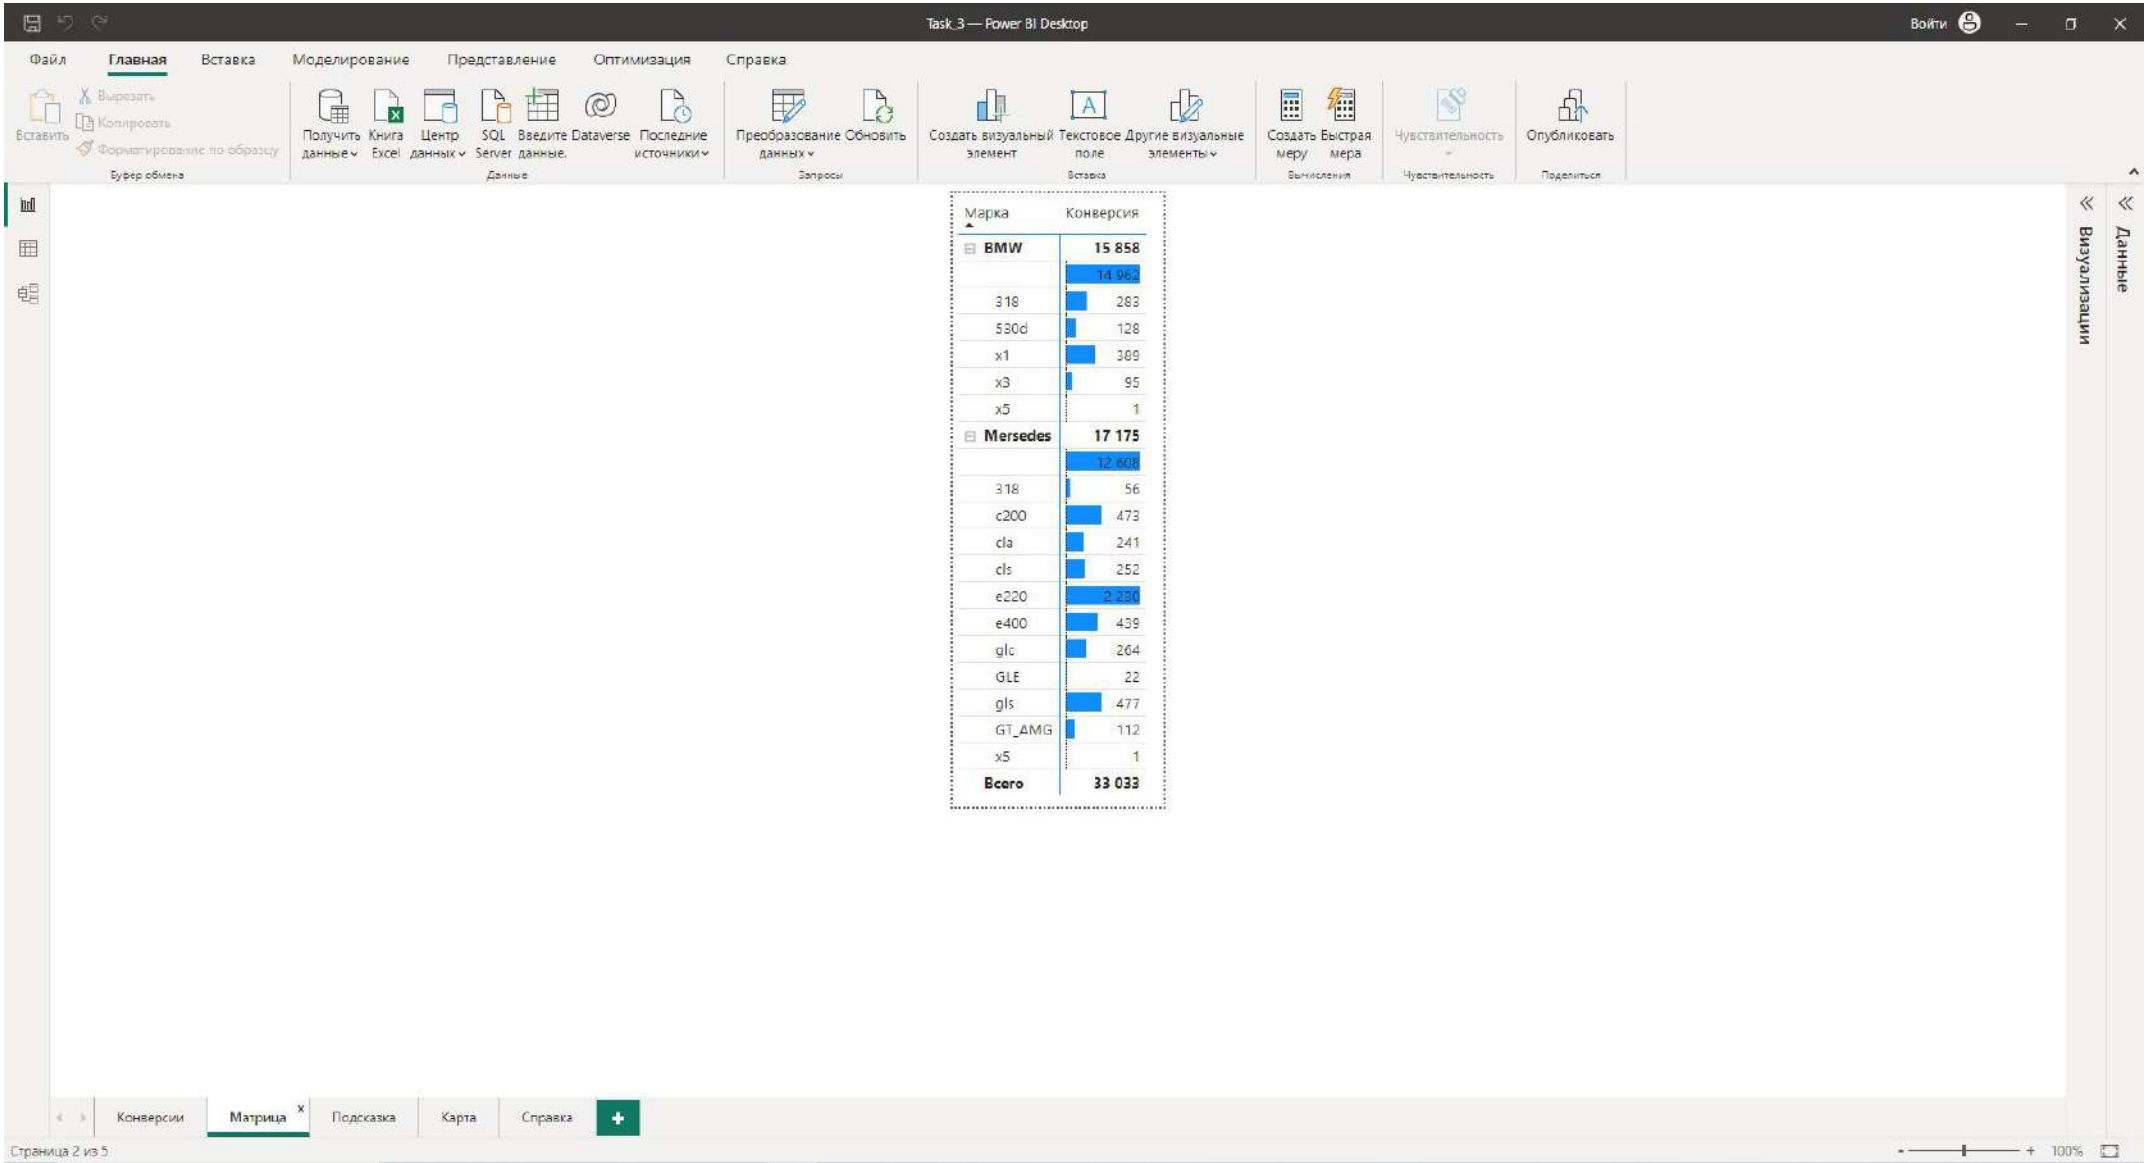 Task_3 — Power BI Desktop
Войти
Файл Главная Вставка Моделирование Представление Оптимизация Справка
Вставить
Вырезать
Копировать
Форматирование по образцу
Буфер обмена
Получить данные
Книга Excel
Центр данных
SQL Server
Введите данные.
Dataverse
Последние источники
Данные
Преобразование данных
Обновить
Запросы
Создать визуальный элемент
Текстовое поле
Другие визуальные элементы
Вставка
Создать меру
Быстрая мера
Вычисления
Чувствительность
Чувствительность
Опубликовать
Поделиться
Марка Конверсия
BMW 15 858
14 962
318 283
530d 128
x1 389
x3 95
x5 1
Mersedes 17 175
12 608
318 56
c200 473
cla 241
cls 252
e220 2 230
e400 439
glc 264
GLE 22
gls 477
GT_AMG 112
x5 1
Всего 33 033
Визуализации
Данные
Конверсии Матрица x Подсказка Карта Справка +
Страница 2 из 5
- + 100%